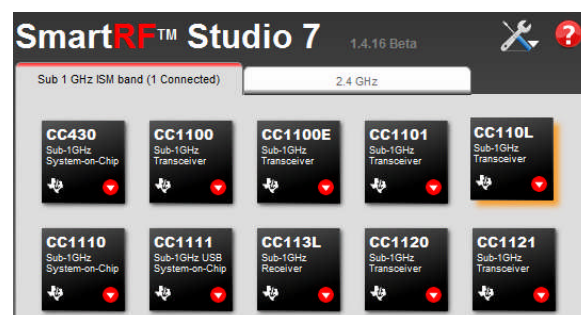 SmartRF™ Studio 7 1.4.16 Beta ?
Sub 1 GHz ISM band (1 Connected) 2.4 GHz
CC430
Sub-1GHz
System-on-Chip
CC1100
Sub-1GHz
Transceiver
CC1100E
Sub-1GHz
Transceiver
CC1101
Sub-1GHz
Transceiver
CC110L
Sub-1GHz
Transceiver
CC1110
Sub-1GHz
System-on-Chip
CC1111
Sub-1GHz USB
System-on-Chip
CC113L
Sub-1GHz
Receiver
CC1120
Sub-1GHz
Transceiver
CC1121
Sub-1GHz
Transceiver